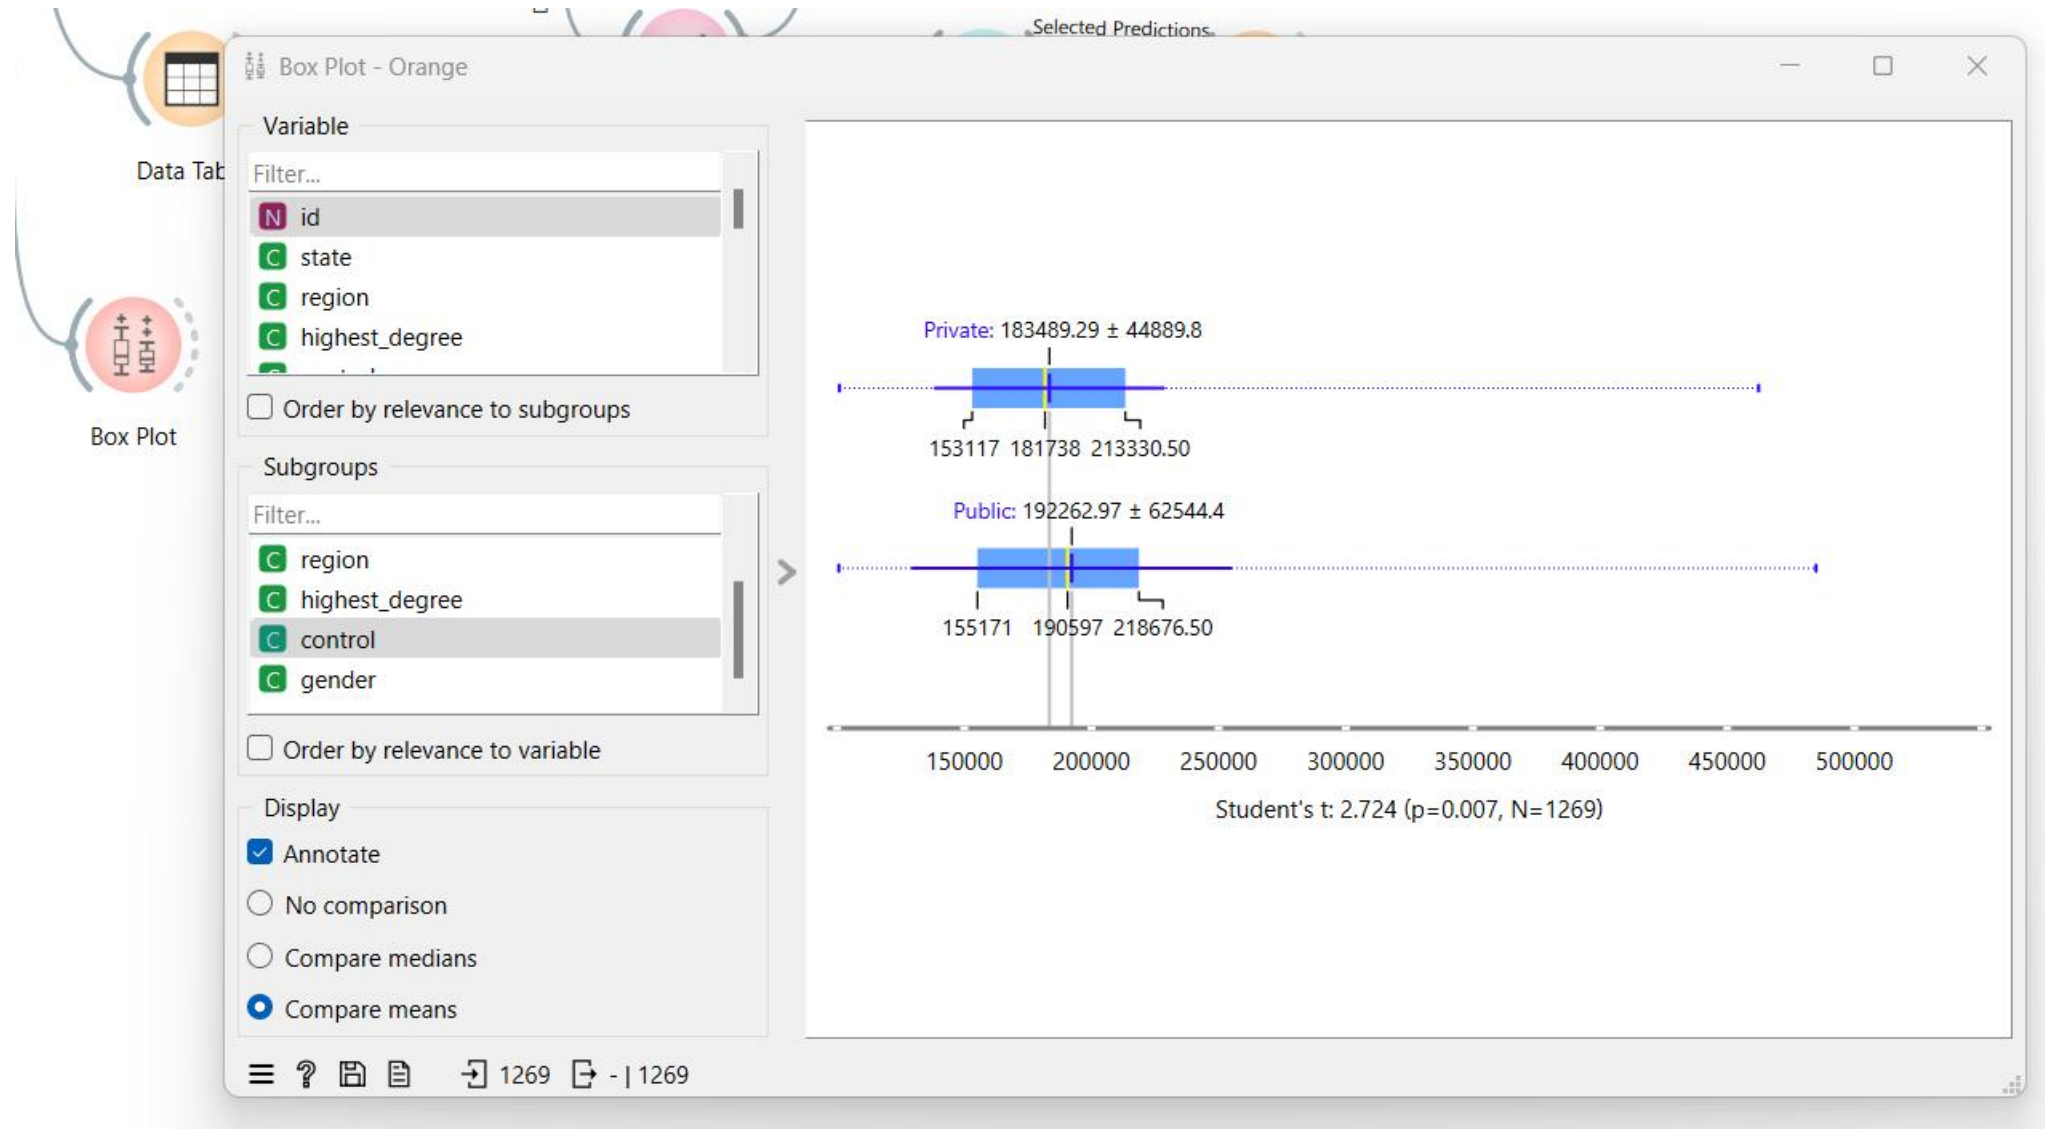 Selected Predictions
Data Tab
Box Plot
Box Plot - Orange
Variable
Filter...
N id
C state
C region
C highest_degree
Order by relevance to subgroups
Subgroups
Filter...
C region
C highest_degree
C control
C gender
Order by relevance to variable
Display
Annotate
No comparison
Compare medians
Compare means
? 1269 - | 1269
Private: 183489.29 ± 44889.8
153117 181738 213330.50
Public: 192262.97 ± 62544.4
155171 190597 218676.50
150000 200000 250000 300000 350000 400000 450000 500000
Student's t: 2.724 (p=0.007, N=1269)